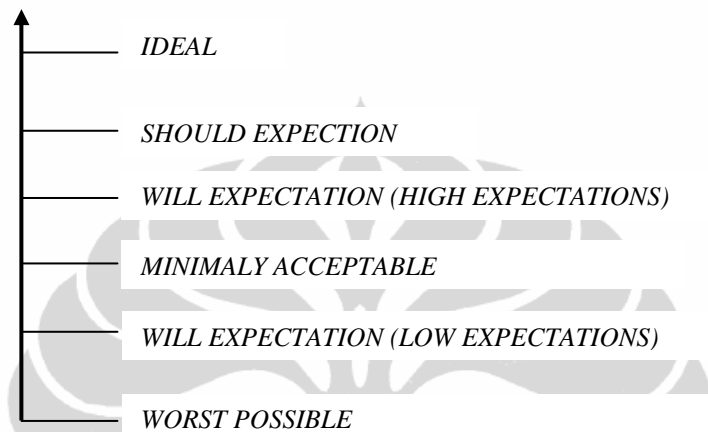 IDEAL
SHOULD EXPECTION
WILL EXPECTATION (HIGH EXPECTATIONS)
MINIMALY ACCEPTABLE
WILL EXPECTATION (LOW EXPECTATIONS)
WORST POSSIBLE